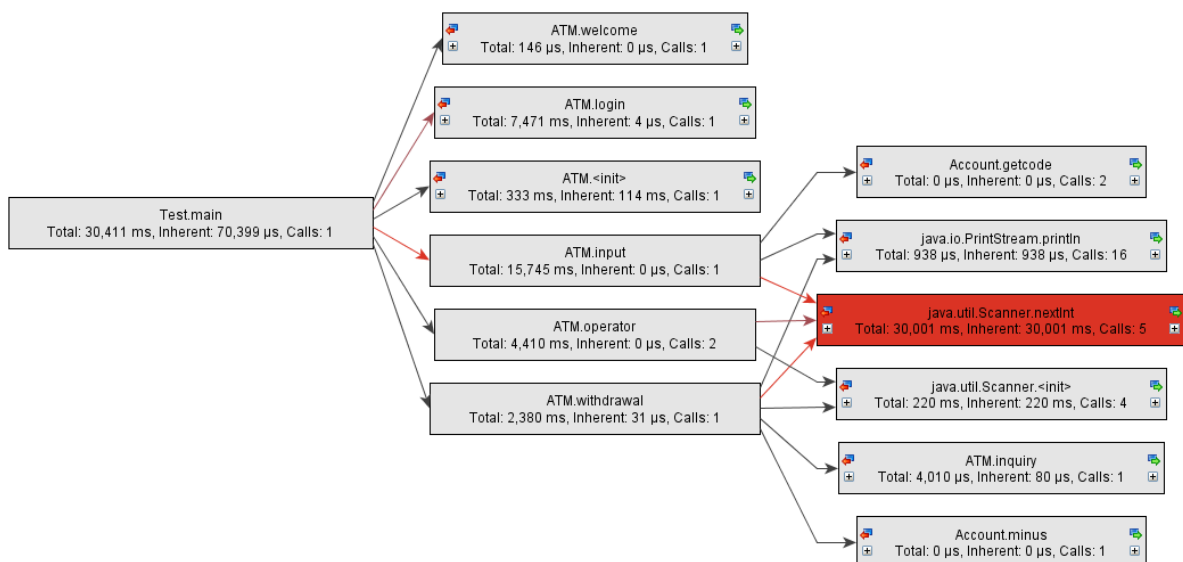 ATM.welcome
Total: 146 µs, Inherent: 0 µs, Calls: 1
ATM.login
Total: 7,471 ms, Inherent: 4 µs, Calls: 1
ATM.<init>
Total: 333 ms, Inherent: 114 ms, Calls: 1
Test.main
Total: 30,411 ms, Inherent: 70,399 µs, Calls: 1
ATM.input
Total: 15,745 ms, Inherent: 0 µs, Calls: 1
ATM.operator
Total: 4,410 ms, Inherent: 0 µs, Calls: 2
ATM.withdrawal
Total: 2,380 ms, Inherent: 31 µs, Calls: 1
Account.getcode
Total: 0 µs, Inherent: 0 µs, Calls: 2
java.io.PrintStream.println
Total: 938 µs, Inherent: 938 µs, Calls: 16
java.util.Scanner.nextInt
Total: 30,001 ms, Inherent: 30,001 ms, Calls: 5
java.util.Scanner.<init>
Total: 220 ms, Inherent: 220 ms, Calls: 4
ATM.inquiry
Total: 4,010 µs, Inherent: 80 µs, Calls: 1
Account.minus
Total: 0 µs, Inherent: 0 µs, Calls: 1